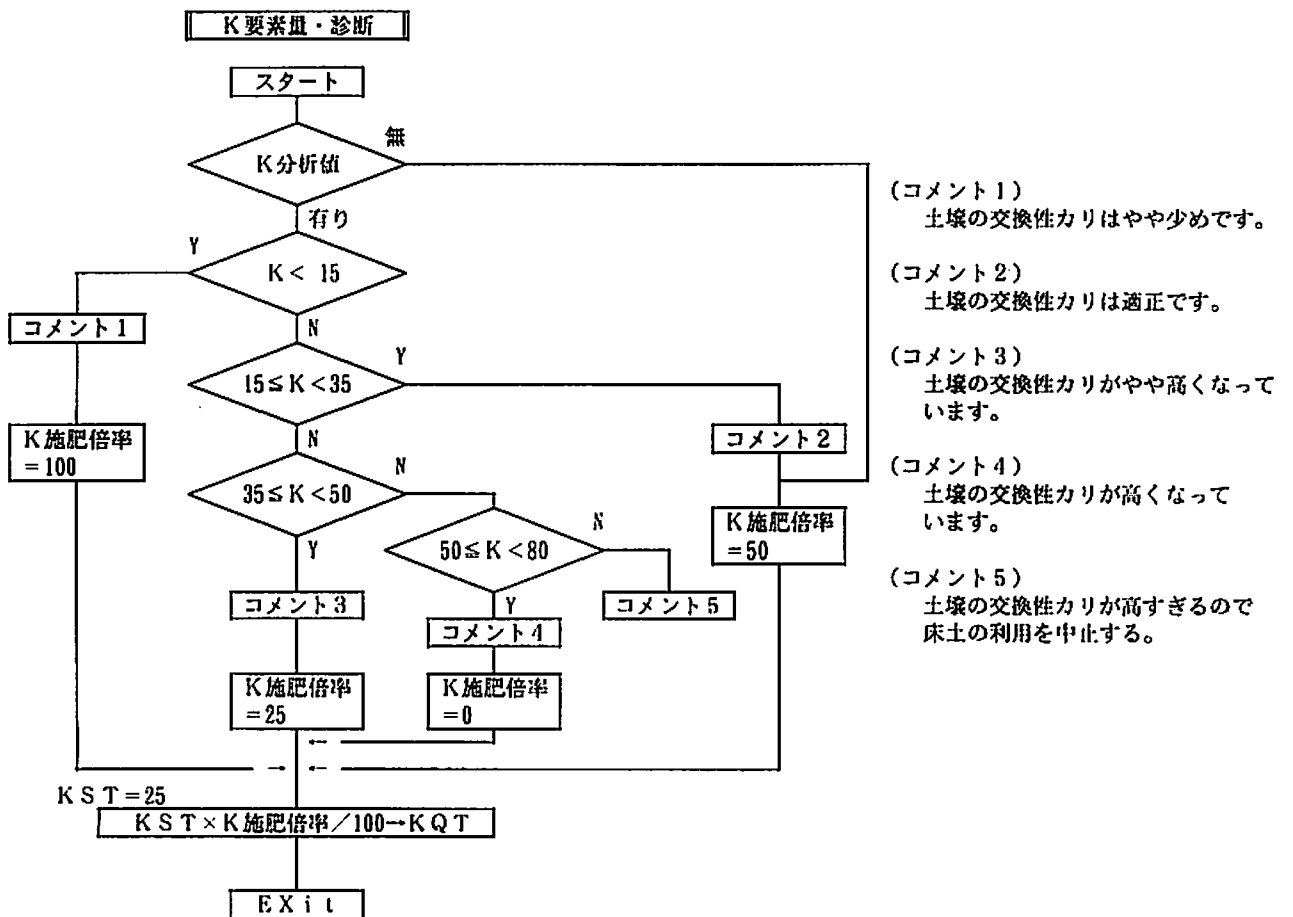 K要素量・診断
スタート
無
K分析値
有り
Y
K< 15
コメント1
N
Y
15≦K<35
K施肥倍率
=100
N
コメント2
N
35≦K<50
K施肥倍率
=50
N
50≦K<80
Y
コメント3
Y
コメント5
コメント4
K施肥倍率
=25
K施肥倍率
=0
KST=25
KST×K施肥倍率/100→KQT
EXit
(コメント1)
土壌の交換性カリはやや少めです。
(コメント2)
土壌の交換性カリは適正です。
(コメント3)
土壌の交換性カリがやや高くなって
います。
(コメント4)
土壌の交換性カリが高くなって
います。
(コメント5)
土壌の交換性カリが高すぎるので
床土の利用を中止する。